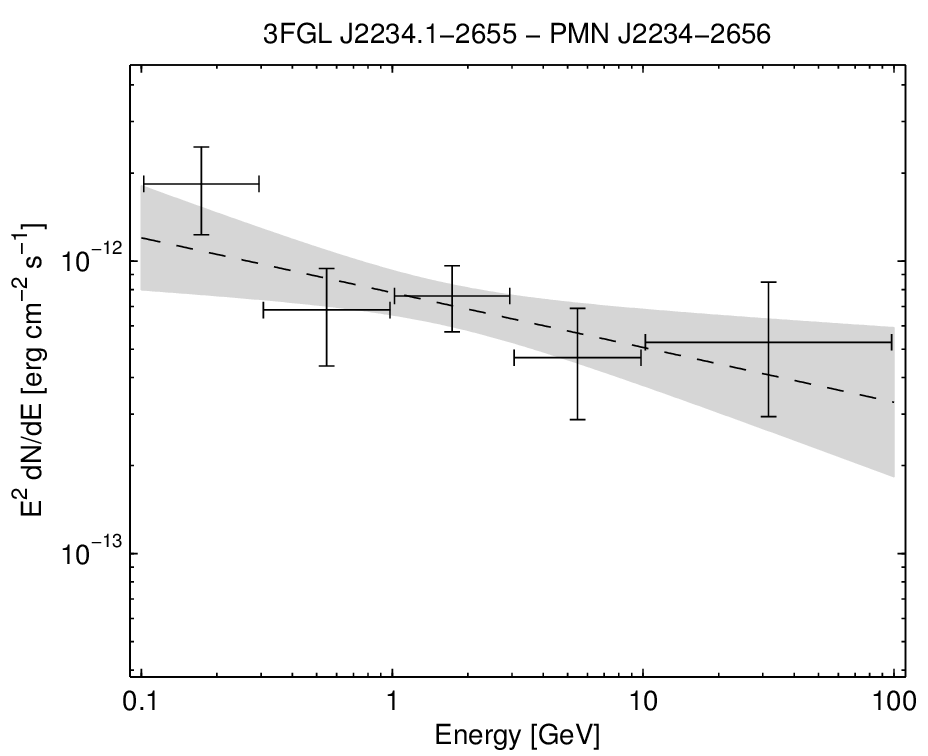 3FGL J2234.1−2655 − PMN J2234−2656
E² dN/dE [erg cm⁻² s⁻¹]
10⁻¹²
10⁻¹³
0.1 1 10 100
Energy [GeV]